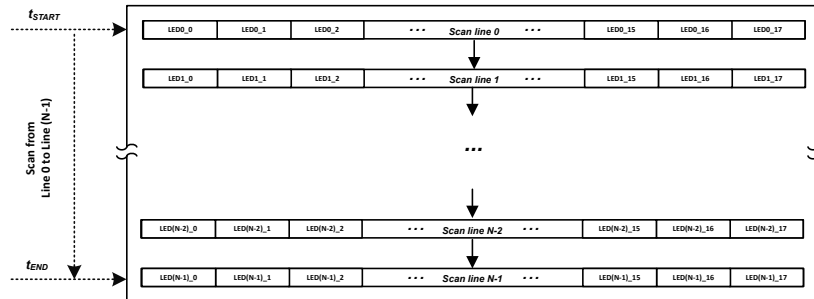 tSTART
LED0_0 LED0_1 LED0_2 ... Scan line 0 ... LED0_15 LED0_16 LED0_17
LED1_0 LED1_1 LED1_2 ... Scan line 1 ... LED1_15 LED1_16 LED1_17
Scan from
Line 0 to Line (N-1)
...
LED(N-2)_0 LED(N-2)_1 LED(N-2)_2 ... Scan line N-2 ... LED(N-2)_15 LED(N-2)_16 LED(N-2)_17
tEND
LED(N-1)_0 LED(N-1)_1 LED(N-1)_2 ... Scan line N-1 ... LED(N-1)_15 LED(N-1)_16 LED(N-1)_17